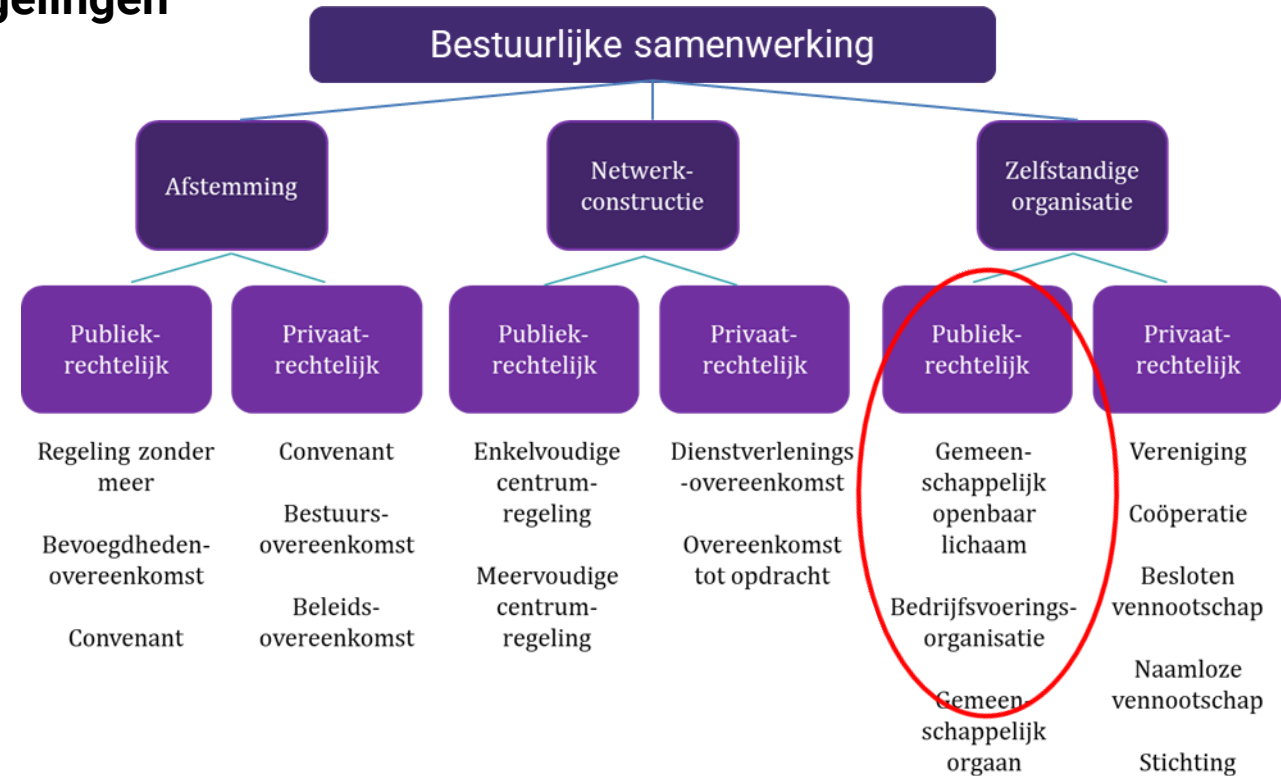 gelingen
Bestuurlijke samenwerking
Afstemming
Netwerk-
constructie
Zelfstandige
organisatie
Publiek-
rechtelijk
Privaat-
rechtelijk
Publiek-
rechtelijk
Privaat-
rechtelijk
Publiek-
rechtelijk
Privaat-
rechtelijk
Regeling zonder
meer
Bevoegdheden-
overeenkomst
Convenant
Convenant
Bestuurs-
overeenkomst
Beleids-
overeenkomst
Enkelvoudige
centrum-
regeling
Meervoudige
centrum-
regeling
Dienstverlenings
-overeenkomst
Overeenkomst
tot opdracht
Gemeen-
schappelijk
openbaar
lichaam
Bedrijfsvoerings-
organisatie
Gemeen-
schappelijk
orgaan
Vereniging
Coöperatie
Besloten
vennootschap
Naamloze
vennootschap
Stichting